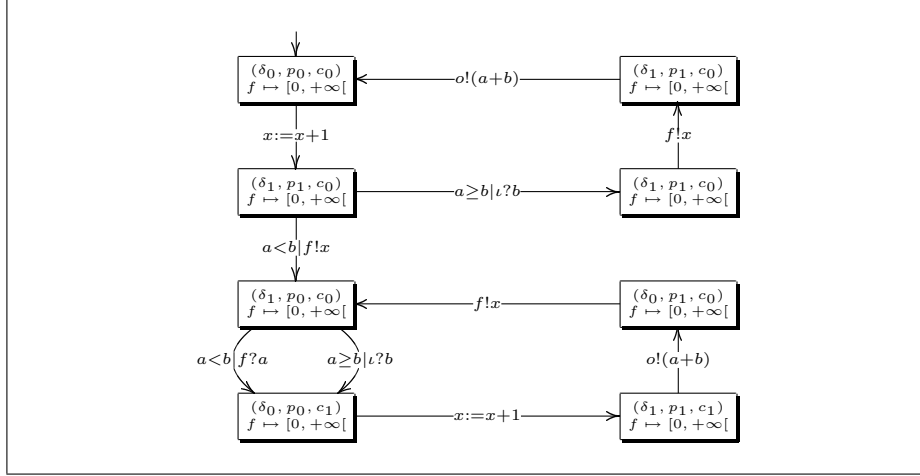 (δ₀, p₀, c₀)
f ↦ [0, +∞[
o!(a+b)
(δ₁, p₁, c₀)
f ↦ [0, +∞[
x:=x+1
f!x
(δ₁, p₁, c₀)
f ↦ [0, +∞[
a≥b|ι?b
(δ₁, p₁, c₀)
f ↦ [0, +∞[
a<b|f!x
(δ₁, p₀, c₀)
f ↦ [0, +∞[
f!x
(δ₀, p₁, c₀)
f ↦ [0, +∞[
a<b|f?a
a≥b|ι?b
o!(a+b)
(δ₀, p₀, c₁)
f ↦ [0, +∞[
x:=x+1
(δ₁, p₁, c₁)
f ↦ [0, +∞[